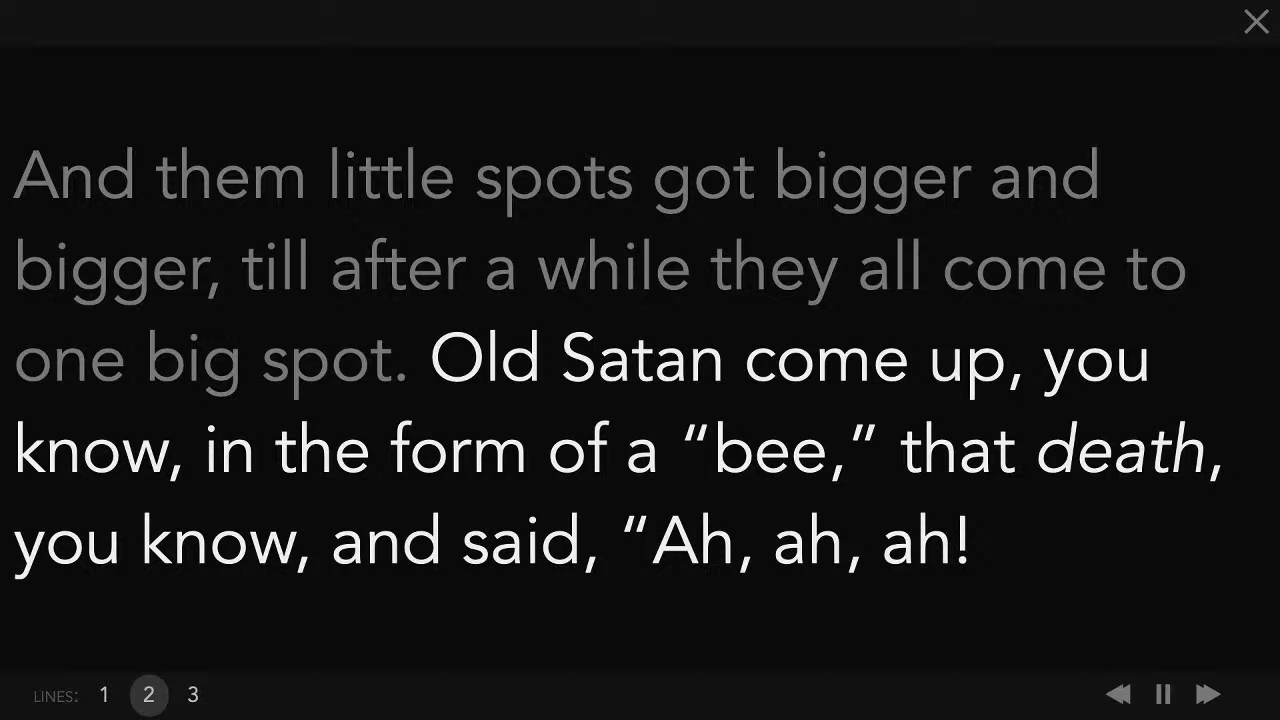 And them little spots got bigger and
bigger, till after a while they all come to
one big spot. Old Satan come up, you
know, in the form of a “bee,” that death,
you know, and said, “Ah, ah, ah!
LINES: 1 2 3